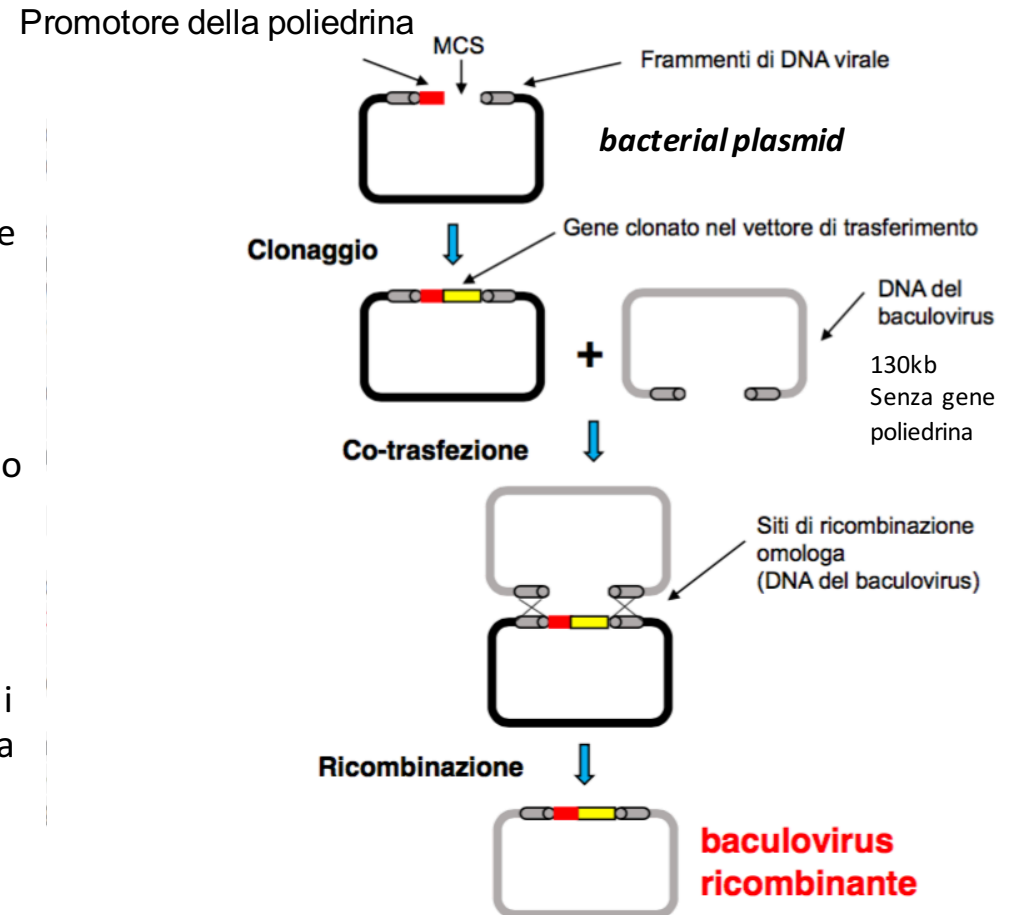 Promotore della poliedrina
MCS
Frammenti di DNA virale
bacterial plasmid
e
Clonaggio
Gene clonato nel vettore di trasferimento
DNA del
baculovirus
+
130kb
Senza gene
poliedrina
Co-trasfezione
o
Siti di ricombinazione
omologa
(DNA del baculovirus)
i
a
Ricombinazione
baculovirus
ricombinante